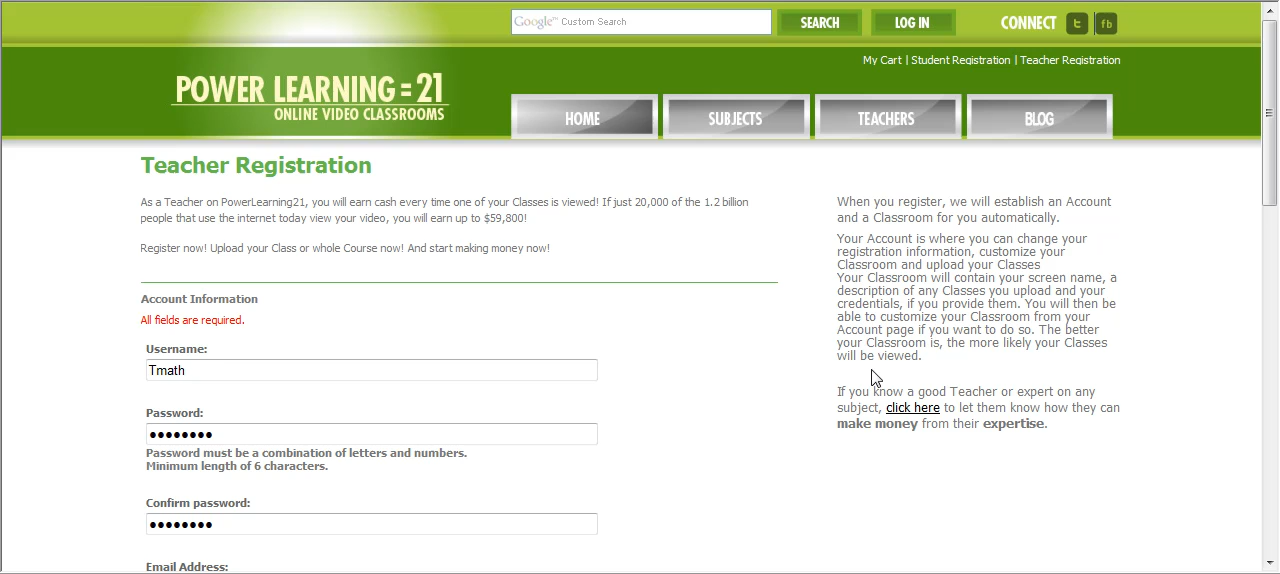 Google™ Custom Search
SEARCH
LOG IN
CONNECT
t
fb
My Cart | Student Registration | Teacher Registration
POWER LEARNING = 21
ONLINE VIDEO CLASSROOMS
HOME
SUBJECTS
TEACHERS
BLOG
Teacher Registration
As a Teacher on PowerLearning21, you will earn cash every time one of your Classes is viewed! If just 20,000 of the 1.2 billion
people that use the internet today view your video, you will earn up to $59,800!
Register now! Upload your Class or whole Course now! And start making money now!
Account Information
All fields are required.
Username:
Tmath
Password:
●●●●●●●●
Password must be a combination of letters and numbers.
Minimum length of 6 characters.
Confirm password:
●●●●●●●●
Email Address:
When you register, we will establish an Account
and a Classroom for you automatically.
Your Account is where you can change your
registration information, customize your
Classroom and upload your Classes
Your Classroom will contain your screen name, a
description of any Classes you upload and your
credentials, if you provide them. You will then be
able to customize your Classroom from your
Account page if you want to do so. The better
your Classroom is, the more likely your Classes
will be viewed.
If you know a good Teacher or expert on any
subject, click here to let them know how they can
make money from their expertise.